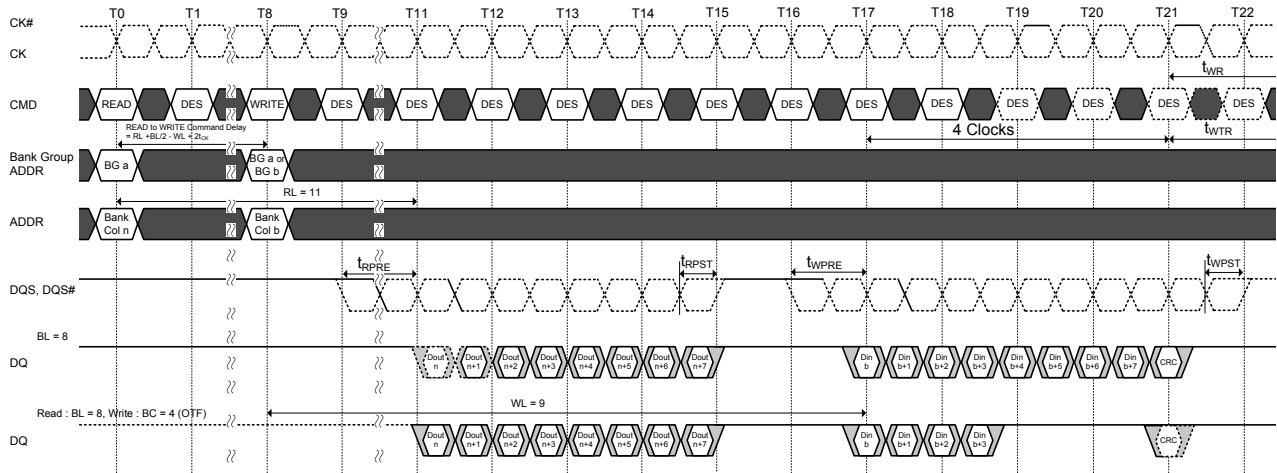 T0 T1 T8 T9 T11 T12 T13 T14 T15 T16 T17 T18 T19 T20 T21 T22
CK#
CK
tWR
CMD READ DES WRITE DES DES DES DES DES DES DES DES DES DES DES DES DES
READ to WRITE Command Delay
= RL +BL/2 - WL + 2tCK
4 Clocks
tWTR
Bank Group
ADDR
BG a
BG a or
BG b
RL = 11
ADDR
Bank
Col n
Bank
Col b
tRPRE tRPST tWPRE tWPST
DQS, DQS#
BL = 8
DQ
Dout
n
Dout
n+1
Dout
n+2
Dout
n+3
Dout
n+4
Dout
n+5
Dout
n+6
Dout
n+7
Din
b
Din
b+1
Din
b+2
Din
b+3
Din
b+4
Din
b+5
Din
b+6
Din
b+7
CRC
Read : BL = 8, Write : BC = 4 (OTF)
WL = 9
DQ
Dout
n
Dout
n+1
Dout
n+2
Dout
n+3
Dout
n+4
Dout
n+5
Dout
n+6
Dout
n+7
Din
b
Din
b+1
Din
b+2
Din
b+3
CRC